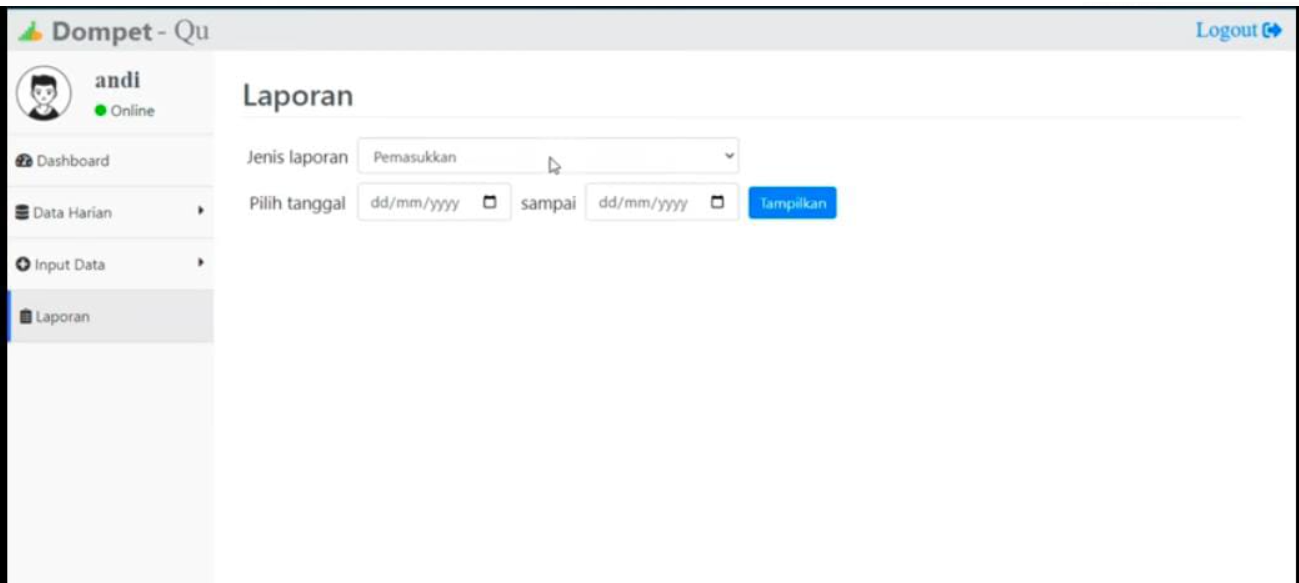 Dompet - Qu
Logout
andi
Online
Laporan
Dashboard
Jenis laporan Pemasukkan
Data Harian
Pilih tanggal dd/mm/yyyy sampai dd/mm/yyyy Tampilkan
Input Data
Laporan